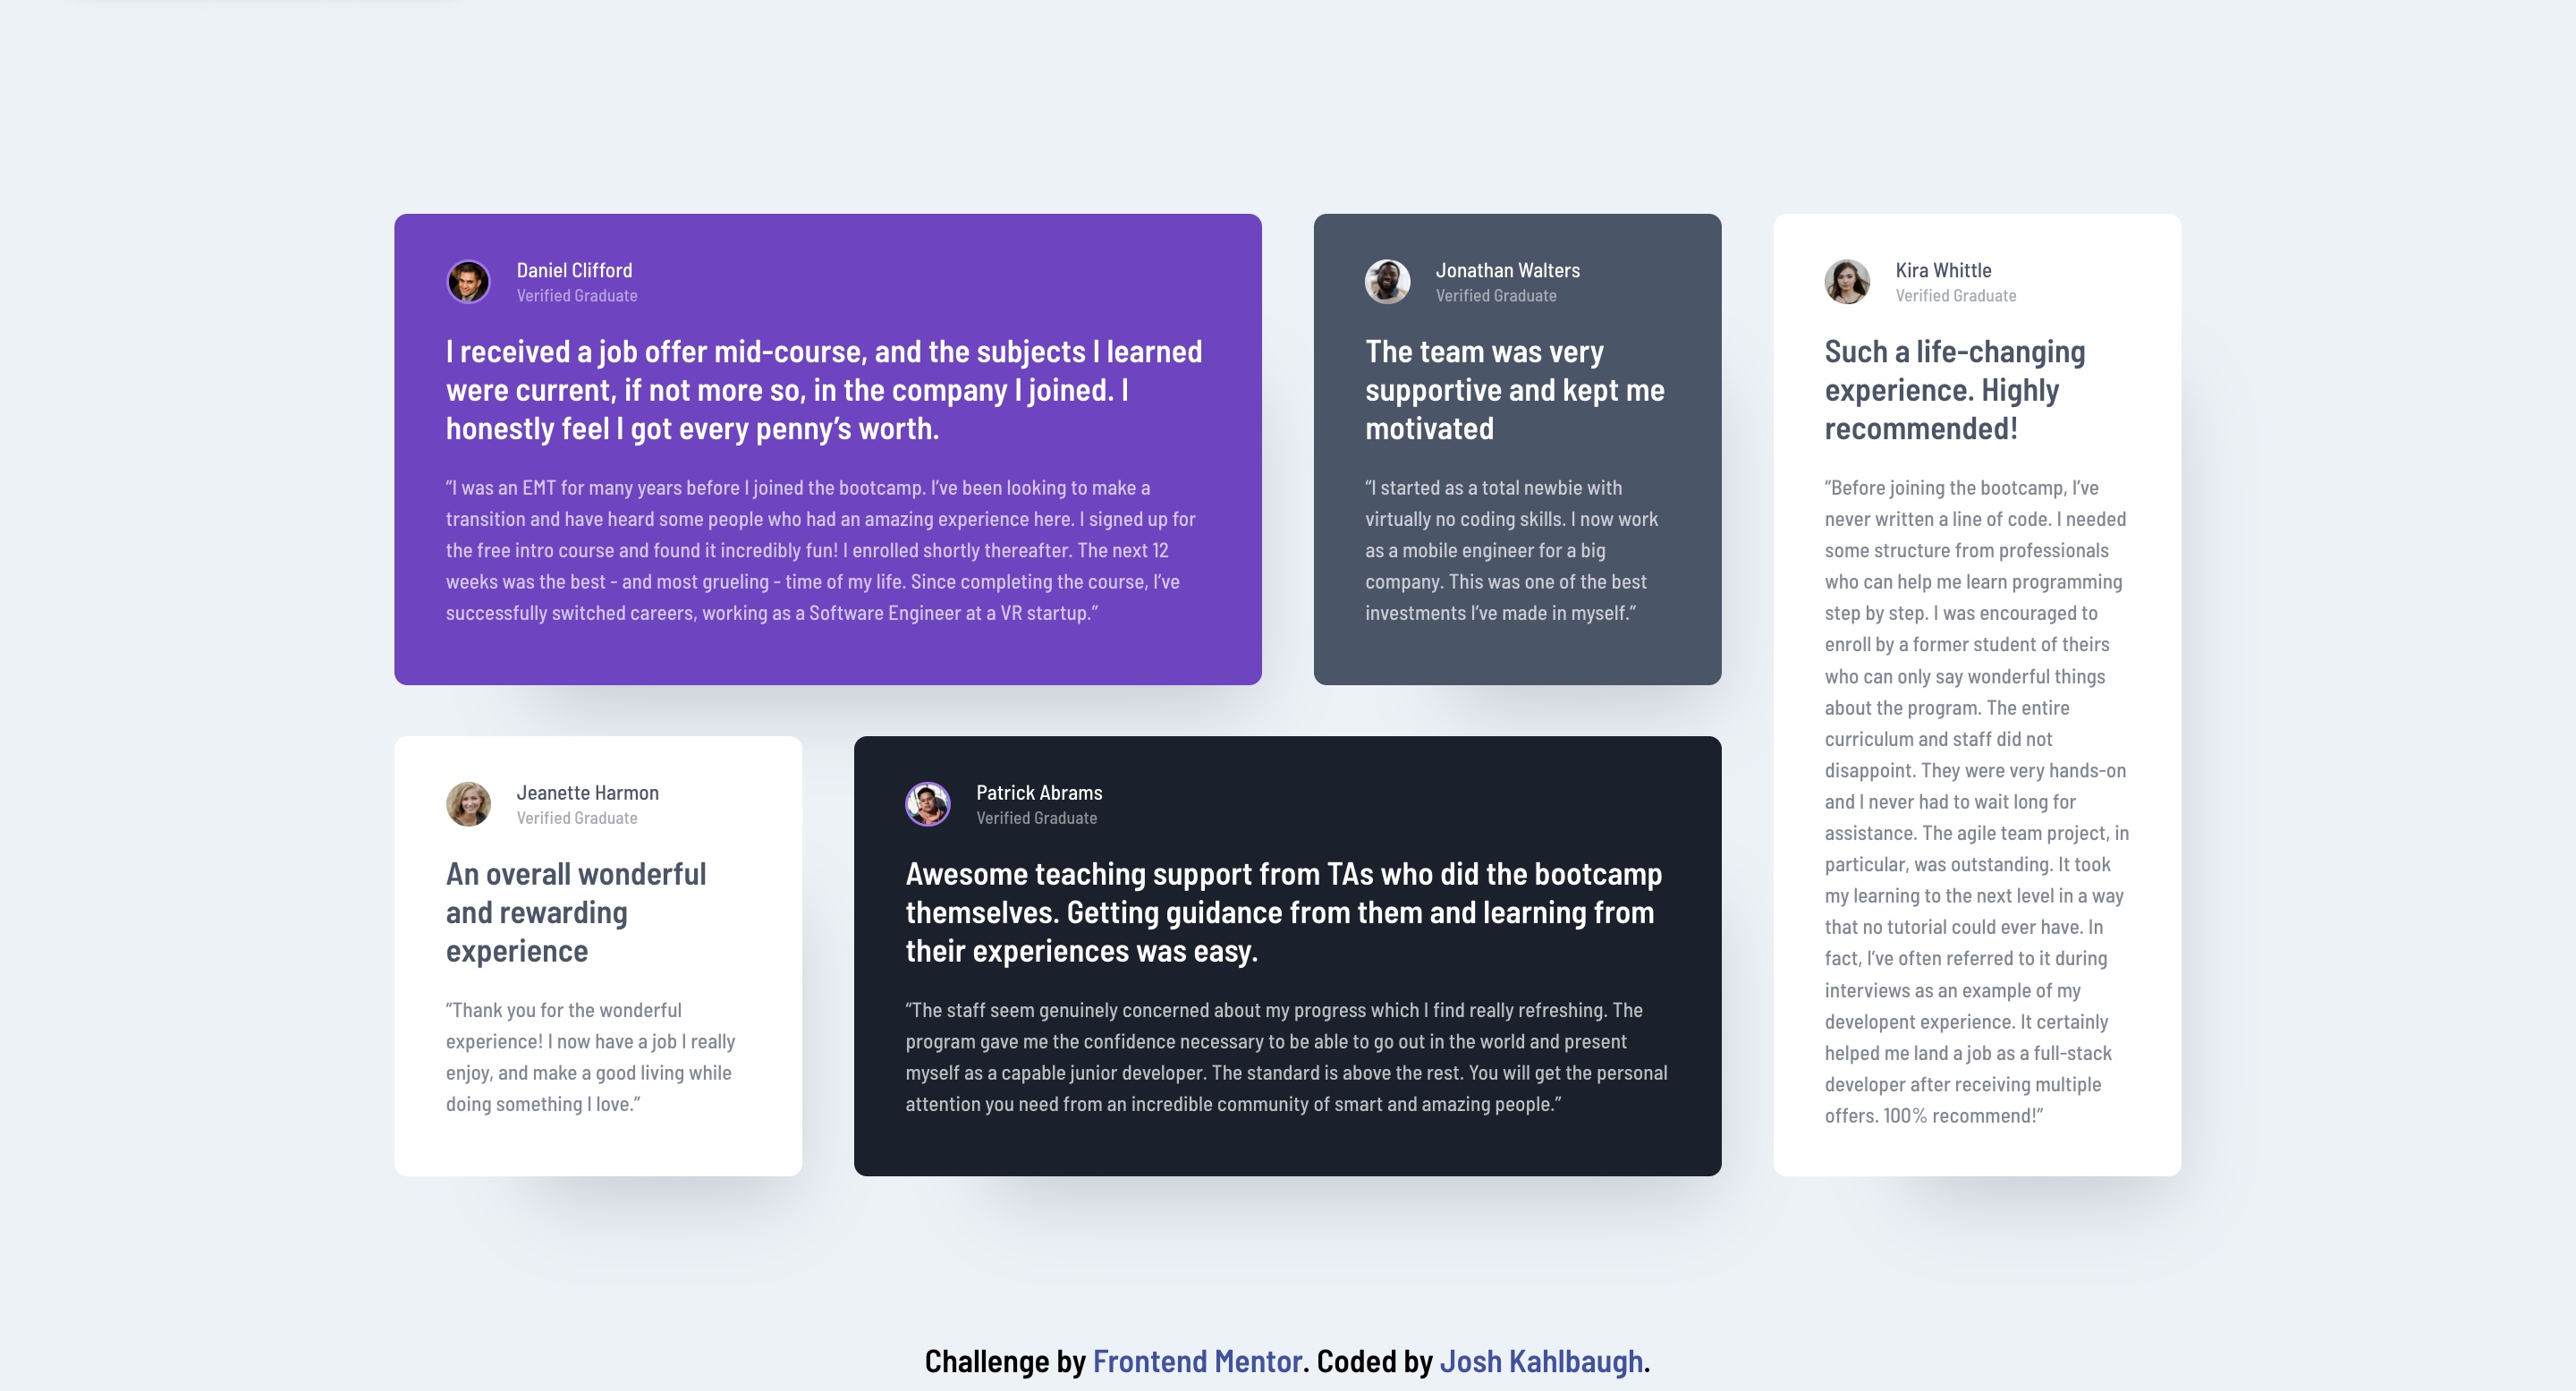 Daniel Clifford
Verified Graduate
I received a job offer mid-course, and the subjects I learned
were current, if not more so, in the company I joined. I
honestly feel I got every penny’s worth.
“I was an EMT for many years before I joined the bootcamp. I’ve been looking to make a
transition and have heard some people who had an amazing experience here. I signed up for
the free intro course and found it incredibly fun! I enrolled shortly thereafter. The next 12
weeks was the best - and most grueling - time of my life. Since completing the course, I’ve
successfully switched careers, working as a Software Engineer at a VR startup.”
Jonathan Walters
Verified Graduate
The team was very
supportive and kept me
motivated
“I started as a total newbie with
virtually no coding skills. I now work
as a mobile engineer for a big
company. This was one of the best
investments I’ve made in myself.”
Kira Whittle
Verified Graduate
Such a life-changing
experience. Highly
recommended!
“Before joining the bootcamp, I’ve
never written a line of code. I needed
some structure from professionals
who can help me learn programming
step by step. I was encouraged to
enroll by a former student of theirs
who can only say wonderful things
about the program. The entire
curriculum and staff did not
disappoint. They were very hands-on
and I never had to wait long for
assistance. The agile team project, in
particular, was outstanding. It took
my learning to the next level in a way
that no tutorial could ever have. In
fact, I’ve often referred to it during
interviews as an example of my
developent experience. It certainly
helped me land a job as a full-stack
developer after receiving multiple
offers. 100% recommend!”
Jeanette Harmon
Verified Graduate
An overall wonderful
and rewarding
experience
“Thank you for the wonderful
experience! I now have a job I really
enjoy, and make a good living while
doing something I love.”
Patrick Abrams
Verified Graduate
Awesome teaching support from TAs who did the bootcamp
themselves. Getting guidance from them and learning from
their experiences was easy.
“The staff seem genuinely concerned about my progress which I find really refreshing. The
program gave me the confidence necessary to be able to go out in the world and present
myself as a capable junior developer. The standard is above the rest. You will get the personal
attention you need from an incredible community of smart and amazing people.”
Challenge by Frontend Mentor. Coded by Josh Kahlbaugh.